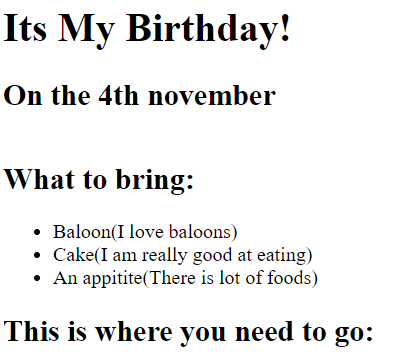 Its My Birthday!
On the 4th november
What to bring:
Baloon(I love baloons)
Cake(I am really good at eating)
An appitite(There is lot of foods)
This is where you need to go: